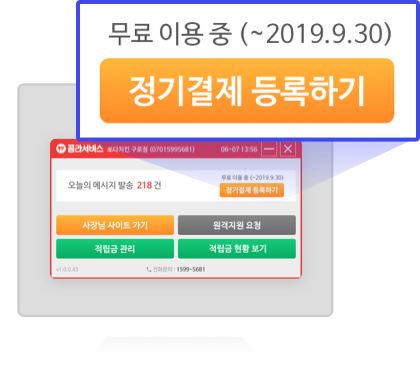 무료 이용 중 (~2019.9.30)
정기결제 등록하기
꼼라서비스 토다치킨 구로점 (07015995681) 06-07 13:56
오늘의 메시지 발송 218 건
무료 이용 중 (~2019.9.30)
정기결제 등록하기
사장님 사이트 가기
원격지원 요청
적립금 관리
적립금 현황 보기
v1.0.0.43
전화문의 : 1599-5681